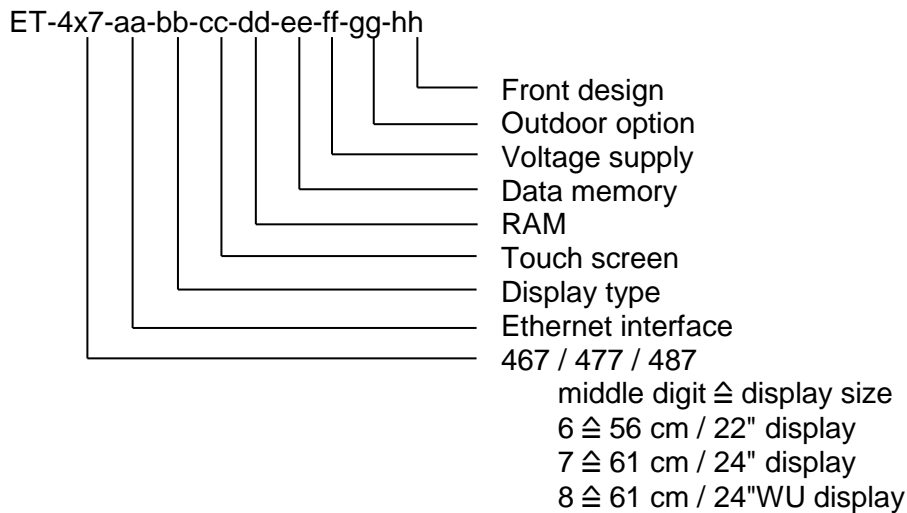 ET-4x7-aa-bb-cc-dd-ee-ff-gg-hh
Front design
Outdoor option
Voltage supply
Data memory
RAM
Touch screen
Display type
Ethernet interface
467 / 477 / 487
middle digit ≙ display size
6 ≙ 56 cm / 22" display
7 ≙ 61 cm / 24" display
8 ≙ 61 cm / 24"WU display